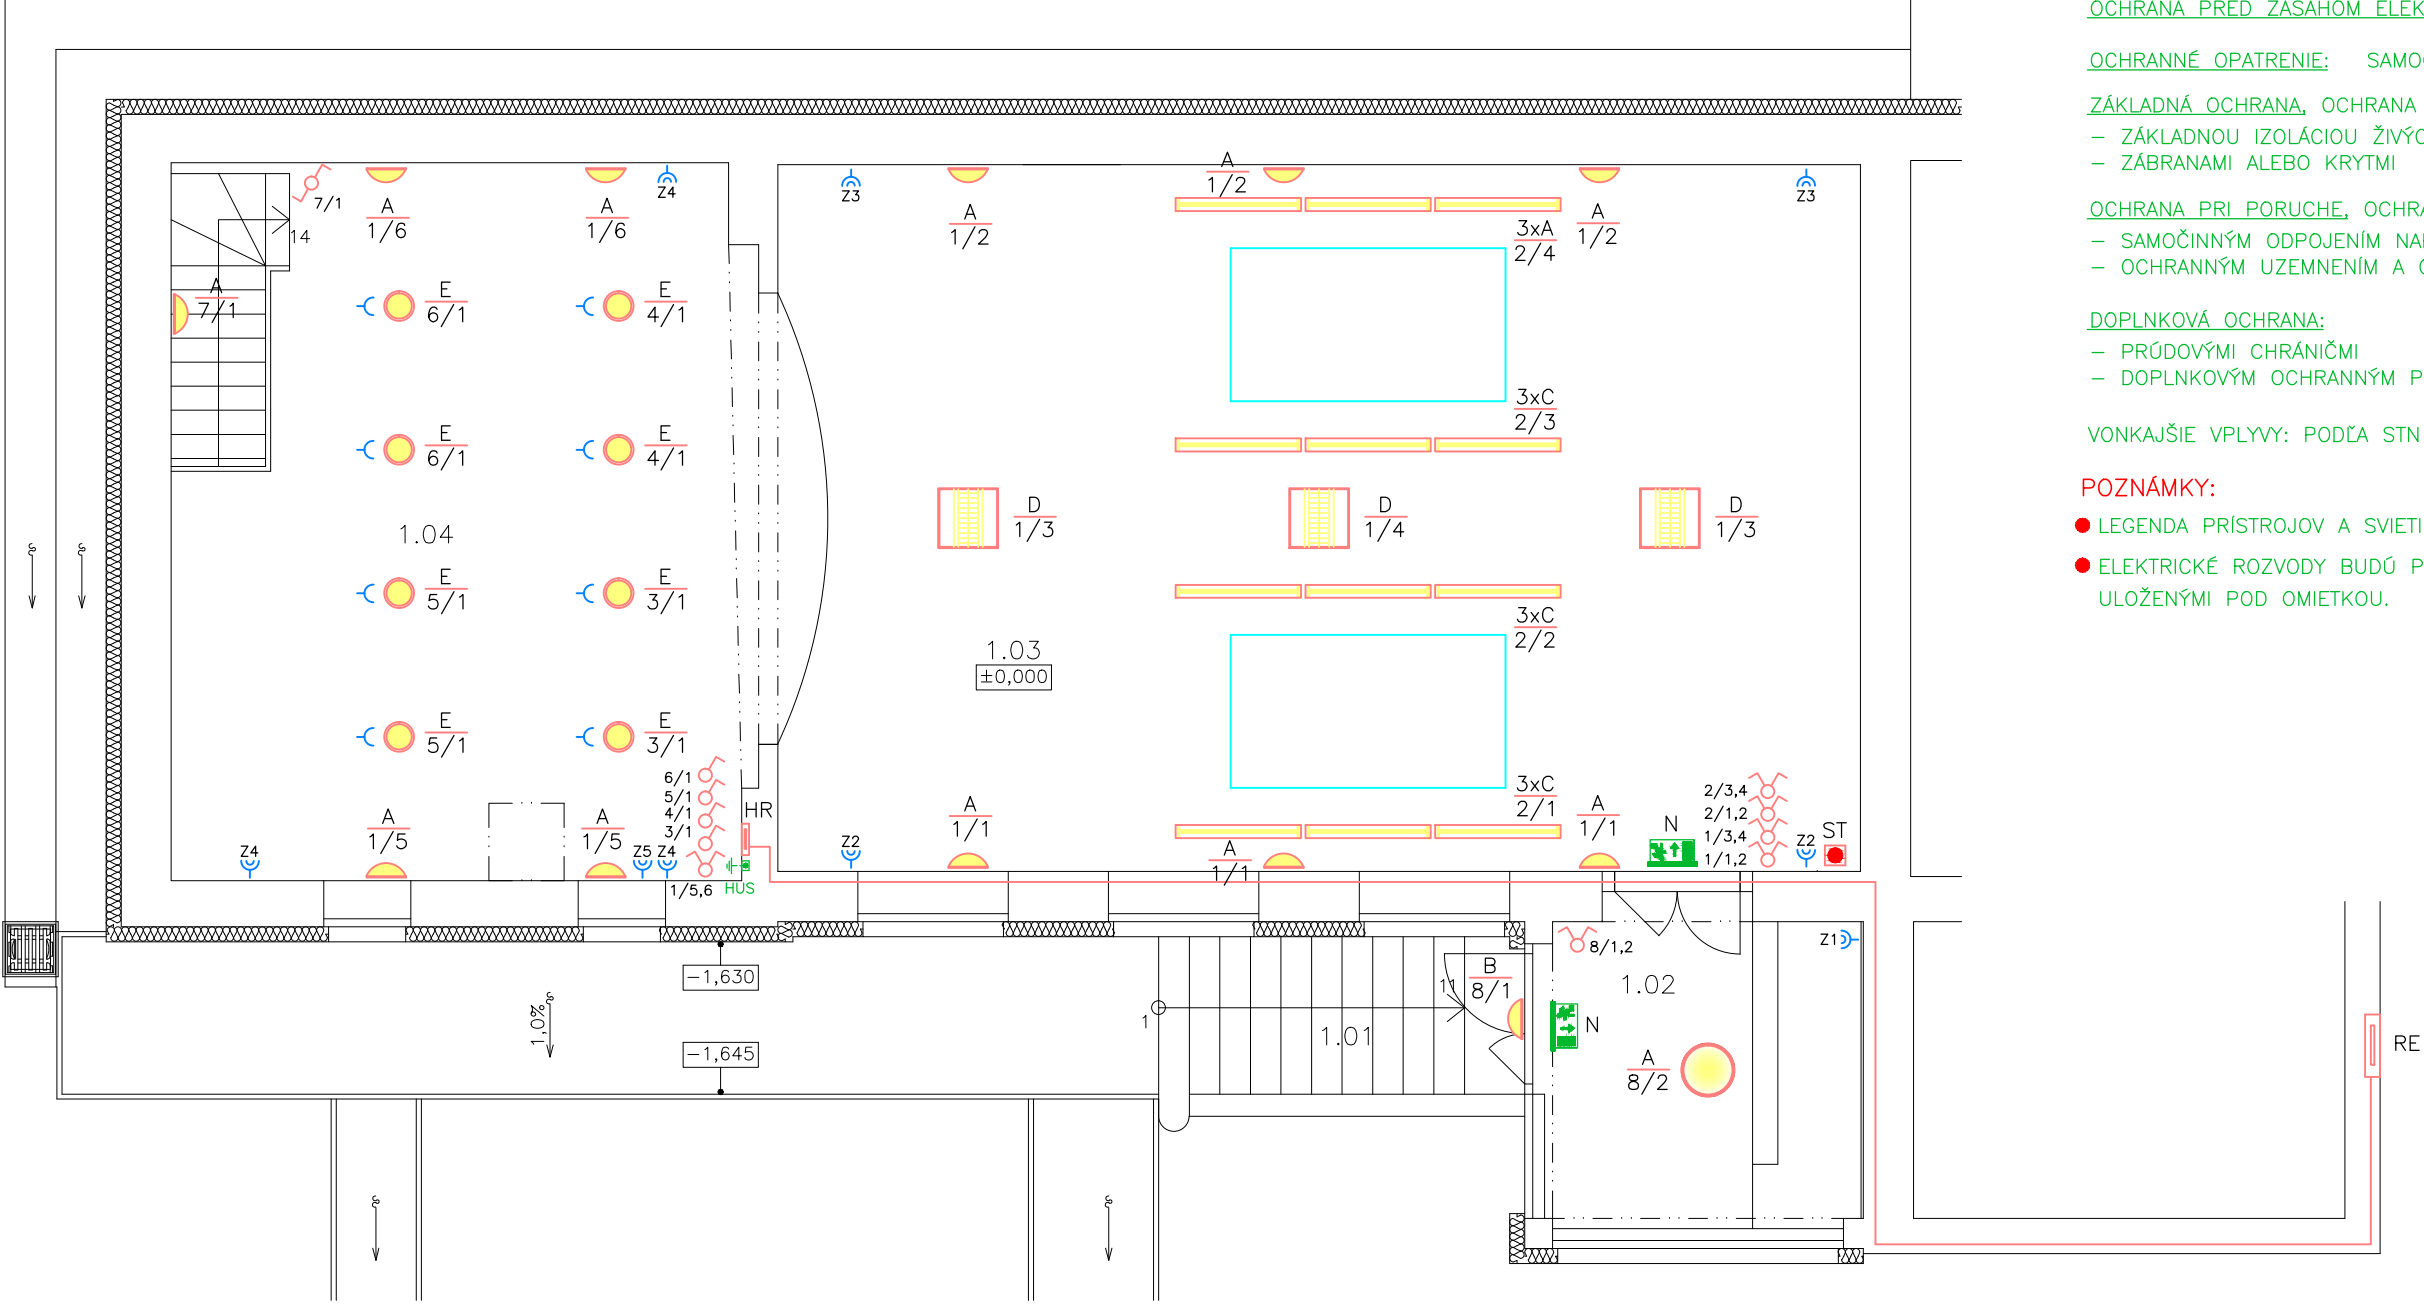 OCHRANA PRED ZÁSAHOM ELEK
OCHRANNÉ OPATRENIE: SAMOČ
ZÁKLADNÁ OCHRANA, OCHRANA
- ZÁKLADNOU IZOLÁCIOU ŽIVÝC
- ZÁBRANAMI ALEBO KRYTMI
OCHRANA PRI PORUCHE, OCHRA
- SAMOČINNÝM ODPOJENÍM NA
- OCHRANNÝM UZEMNENÍM A
DOPLNKOVÁ OCHRANA:
- PRÚDOVÝMI CHRÁNIČMI
- DOPLNKOVÝM OCHRANNÝM P
VONKAJŠIE VPLYVY: PODĽA STN
POZNÁMKY:
LEGENDA PRÍSTROJOV A SVIETI
ELEKTRICKÉ ROZVODY BUDÚ P
ULOŽENÝMI POD OMIETKOU.
7/1
14
A
7/1
A
1/6
A
1/6
Z4
E
6/1
E
4/1
E
6/1
E
4/1
1.04
E
5/1
E
3/1
E
5/1
E
3/1
6/1
5/1
4/1
3/1
1/5,6
HR
HUS
A
1/5
A
1/5
Z4
Z5
Z4
Z3
A
1/2
A
1/2
A
1/2
Z3
3xA
2/4
3xC
2/3
D
1/3
D
1/4
D
1/3
1.03
±0,000
3xC
2/2
3xC
2/1
Z2
A
1/1
A
1/1
A
1/1
N
2/3,4
2/1,2
1/3,4
1/1,2
Z2
ST
-1,630
1,0%
-1,645
1
11
1.01
B
8/1
8/1,2
1.02
Z1
N
A
8/2
RE